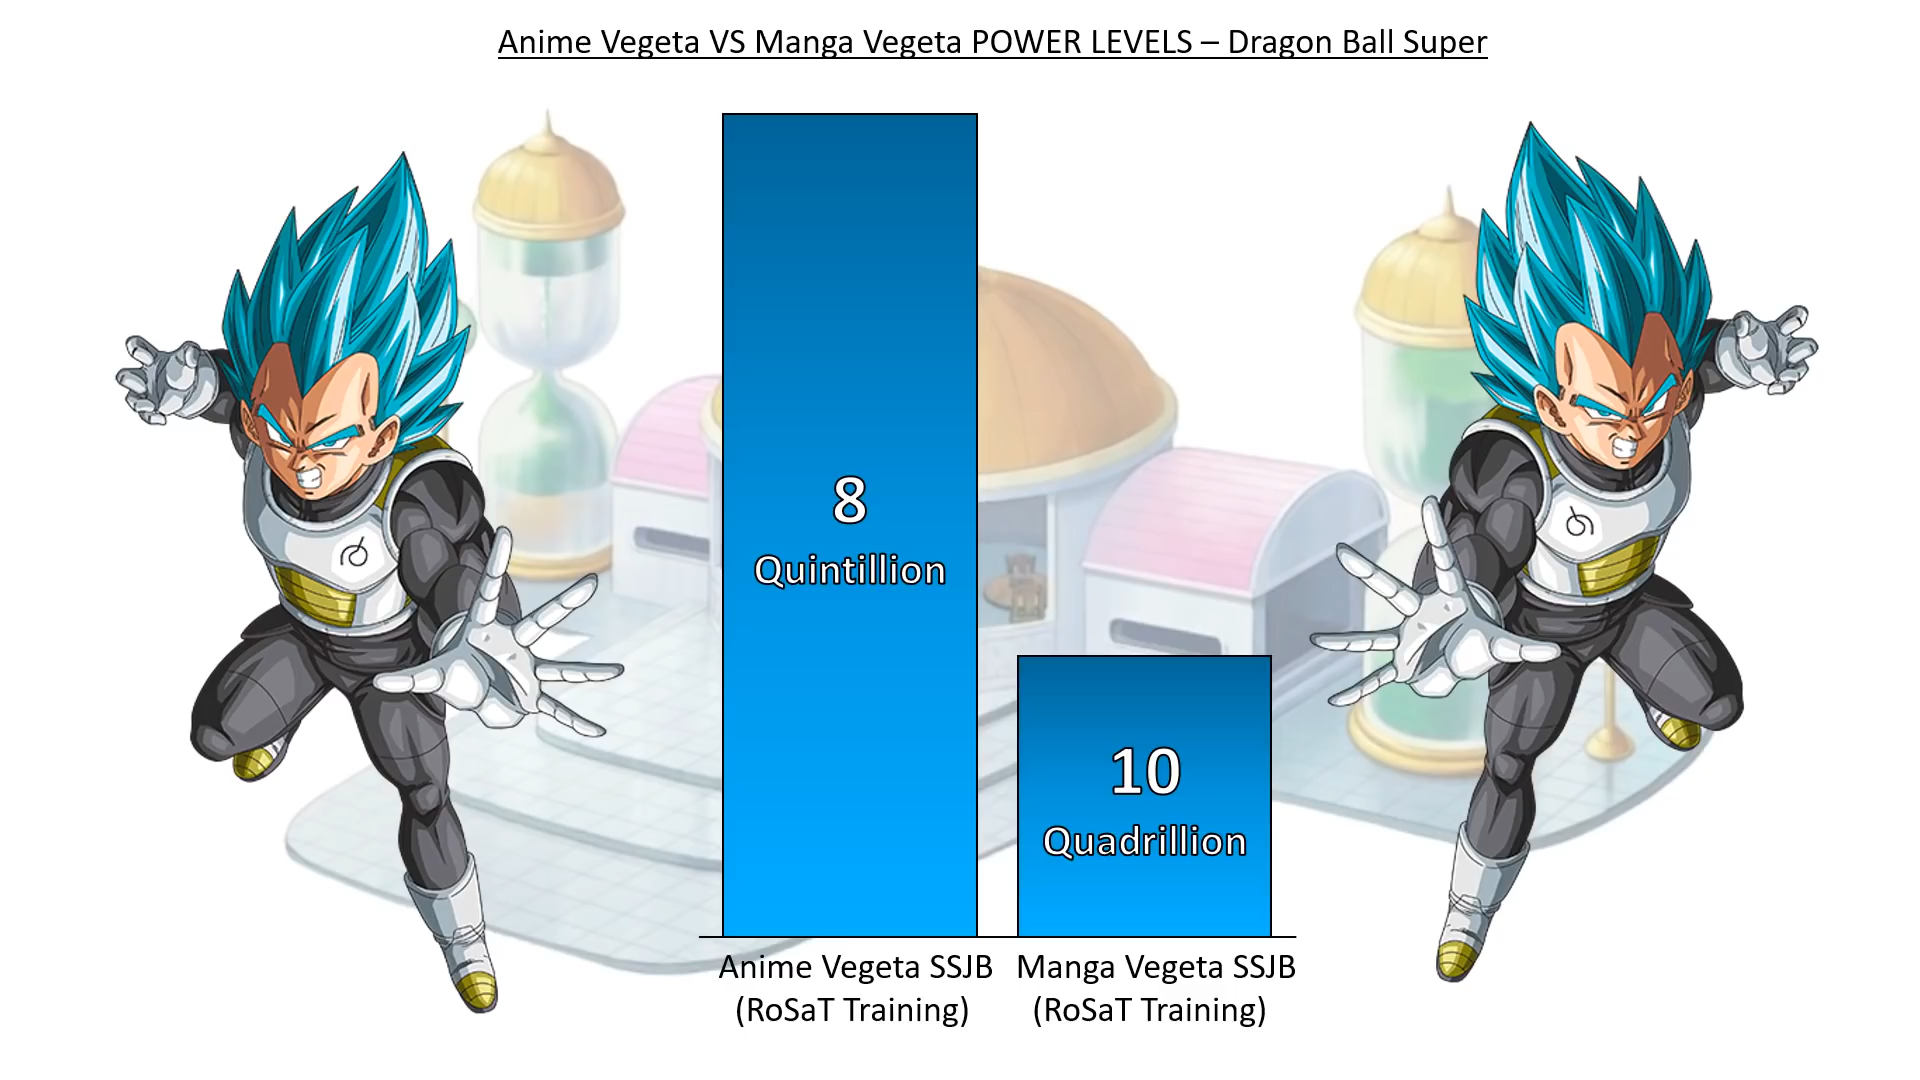 Anime Vegeta VS Manga Vegeta POWER LEVELS – Dragon Ball Super
8
Quintillion
10
Quadrillion
Anime Vegeta SSJB
(RoSaT Training)
Manga Vegeta SSJB
(RoSaT Training)